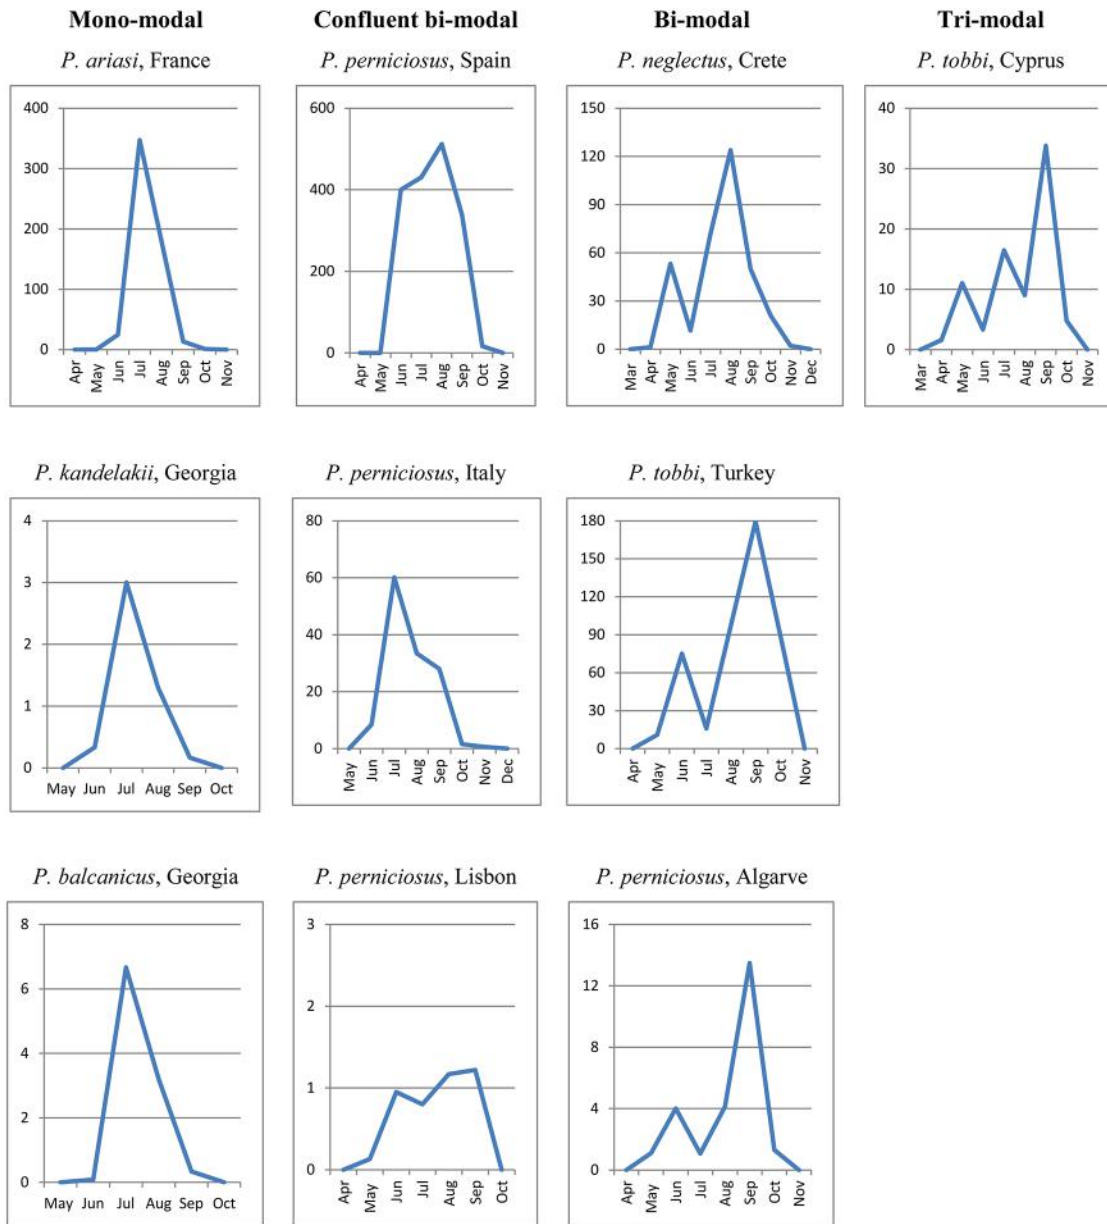 Mono-modal
Confluent bi-modal
Bi-modal
Tri-modal
P. ariasi, France
P. perniciosus, Spain
P. neglectus, Crete
P. tobbi, Cyprus
400
300
200
100
0
Apr May Jun Jul Aug Sep Oct Nov
600
400
200
0
Apr May Jun Jul Aug Sep Oct Nov
150
120
90
60
30
0
Mar Apr May Jun Jul Aug Sep Oct Nov Dec
40
30
20
10
0
Mar Apr May Jun Jul Aug Sep Oct Nov
P. kandelakii, Georgia
P. perniciosus, Italy
P. tobbi, Turkey
4
3
2
1
0
May Jun Jul Aug Sep Oct
80
60
40
20
0
May Jun Jul Aug Sep Oct Nov Dec
180
150
120
90
60
30
0
Apr May Jun Jul Aug Sep Oct Nov
P. balcanicus, Georgia
P. perniciosus, Lisbon
P. perniciosus, Algarve
8
6
4
2
0
May Jun Jul Aug Sep Oct
3
2
1
0
Apr May Jun Jul Aug Sep Oct
16
12
8
4
0
Apr May Jun Jul Aug Sep Oct Nov